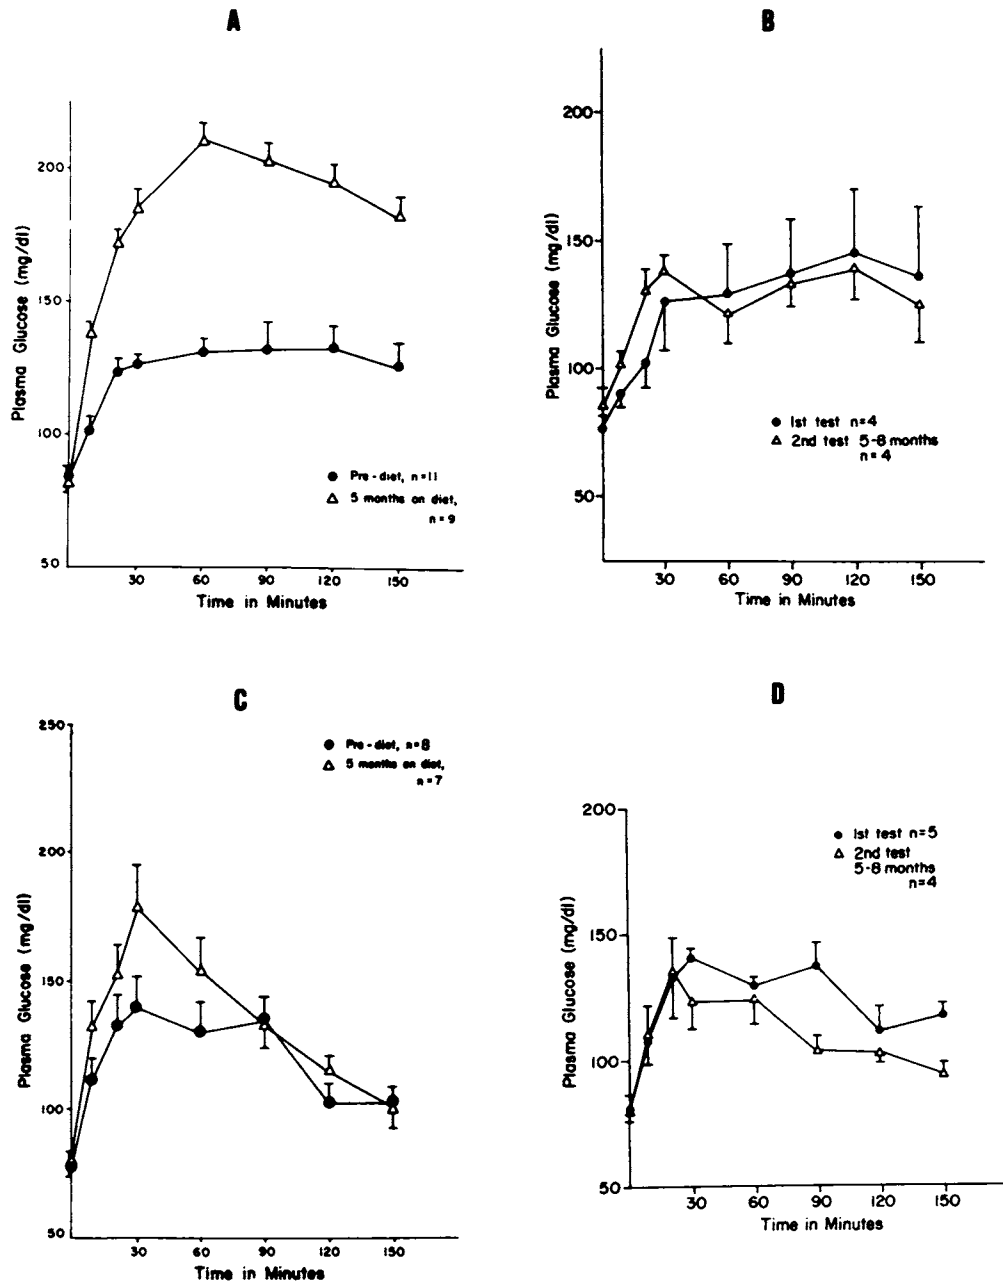 A
Plasma Glucose (mg/dl)
200
150
100
50
30 60 90 120 150
Time in Minutes
Pre-diet, n=11
5 months on diet,
n=9
B
Plasma Glucose (mg/dl)
200
150
100
50
30 60 90 120 150
Time in Minutes
1st test n=4
2nd test 5-8 months
n=4
C
Plasma Glucose (mg/dl)
250
200
150
100
50
30 60 90 120 150
Time in Minutes
Pre-diet, n=8
5 months on diet,
n=7
D
Plasma Glucose (mg/dl)
200
150
100
50
30 60 90 120 150
Time in Minutes
1st test n=5
2nd test
5-8 months
n=4